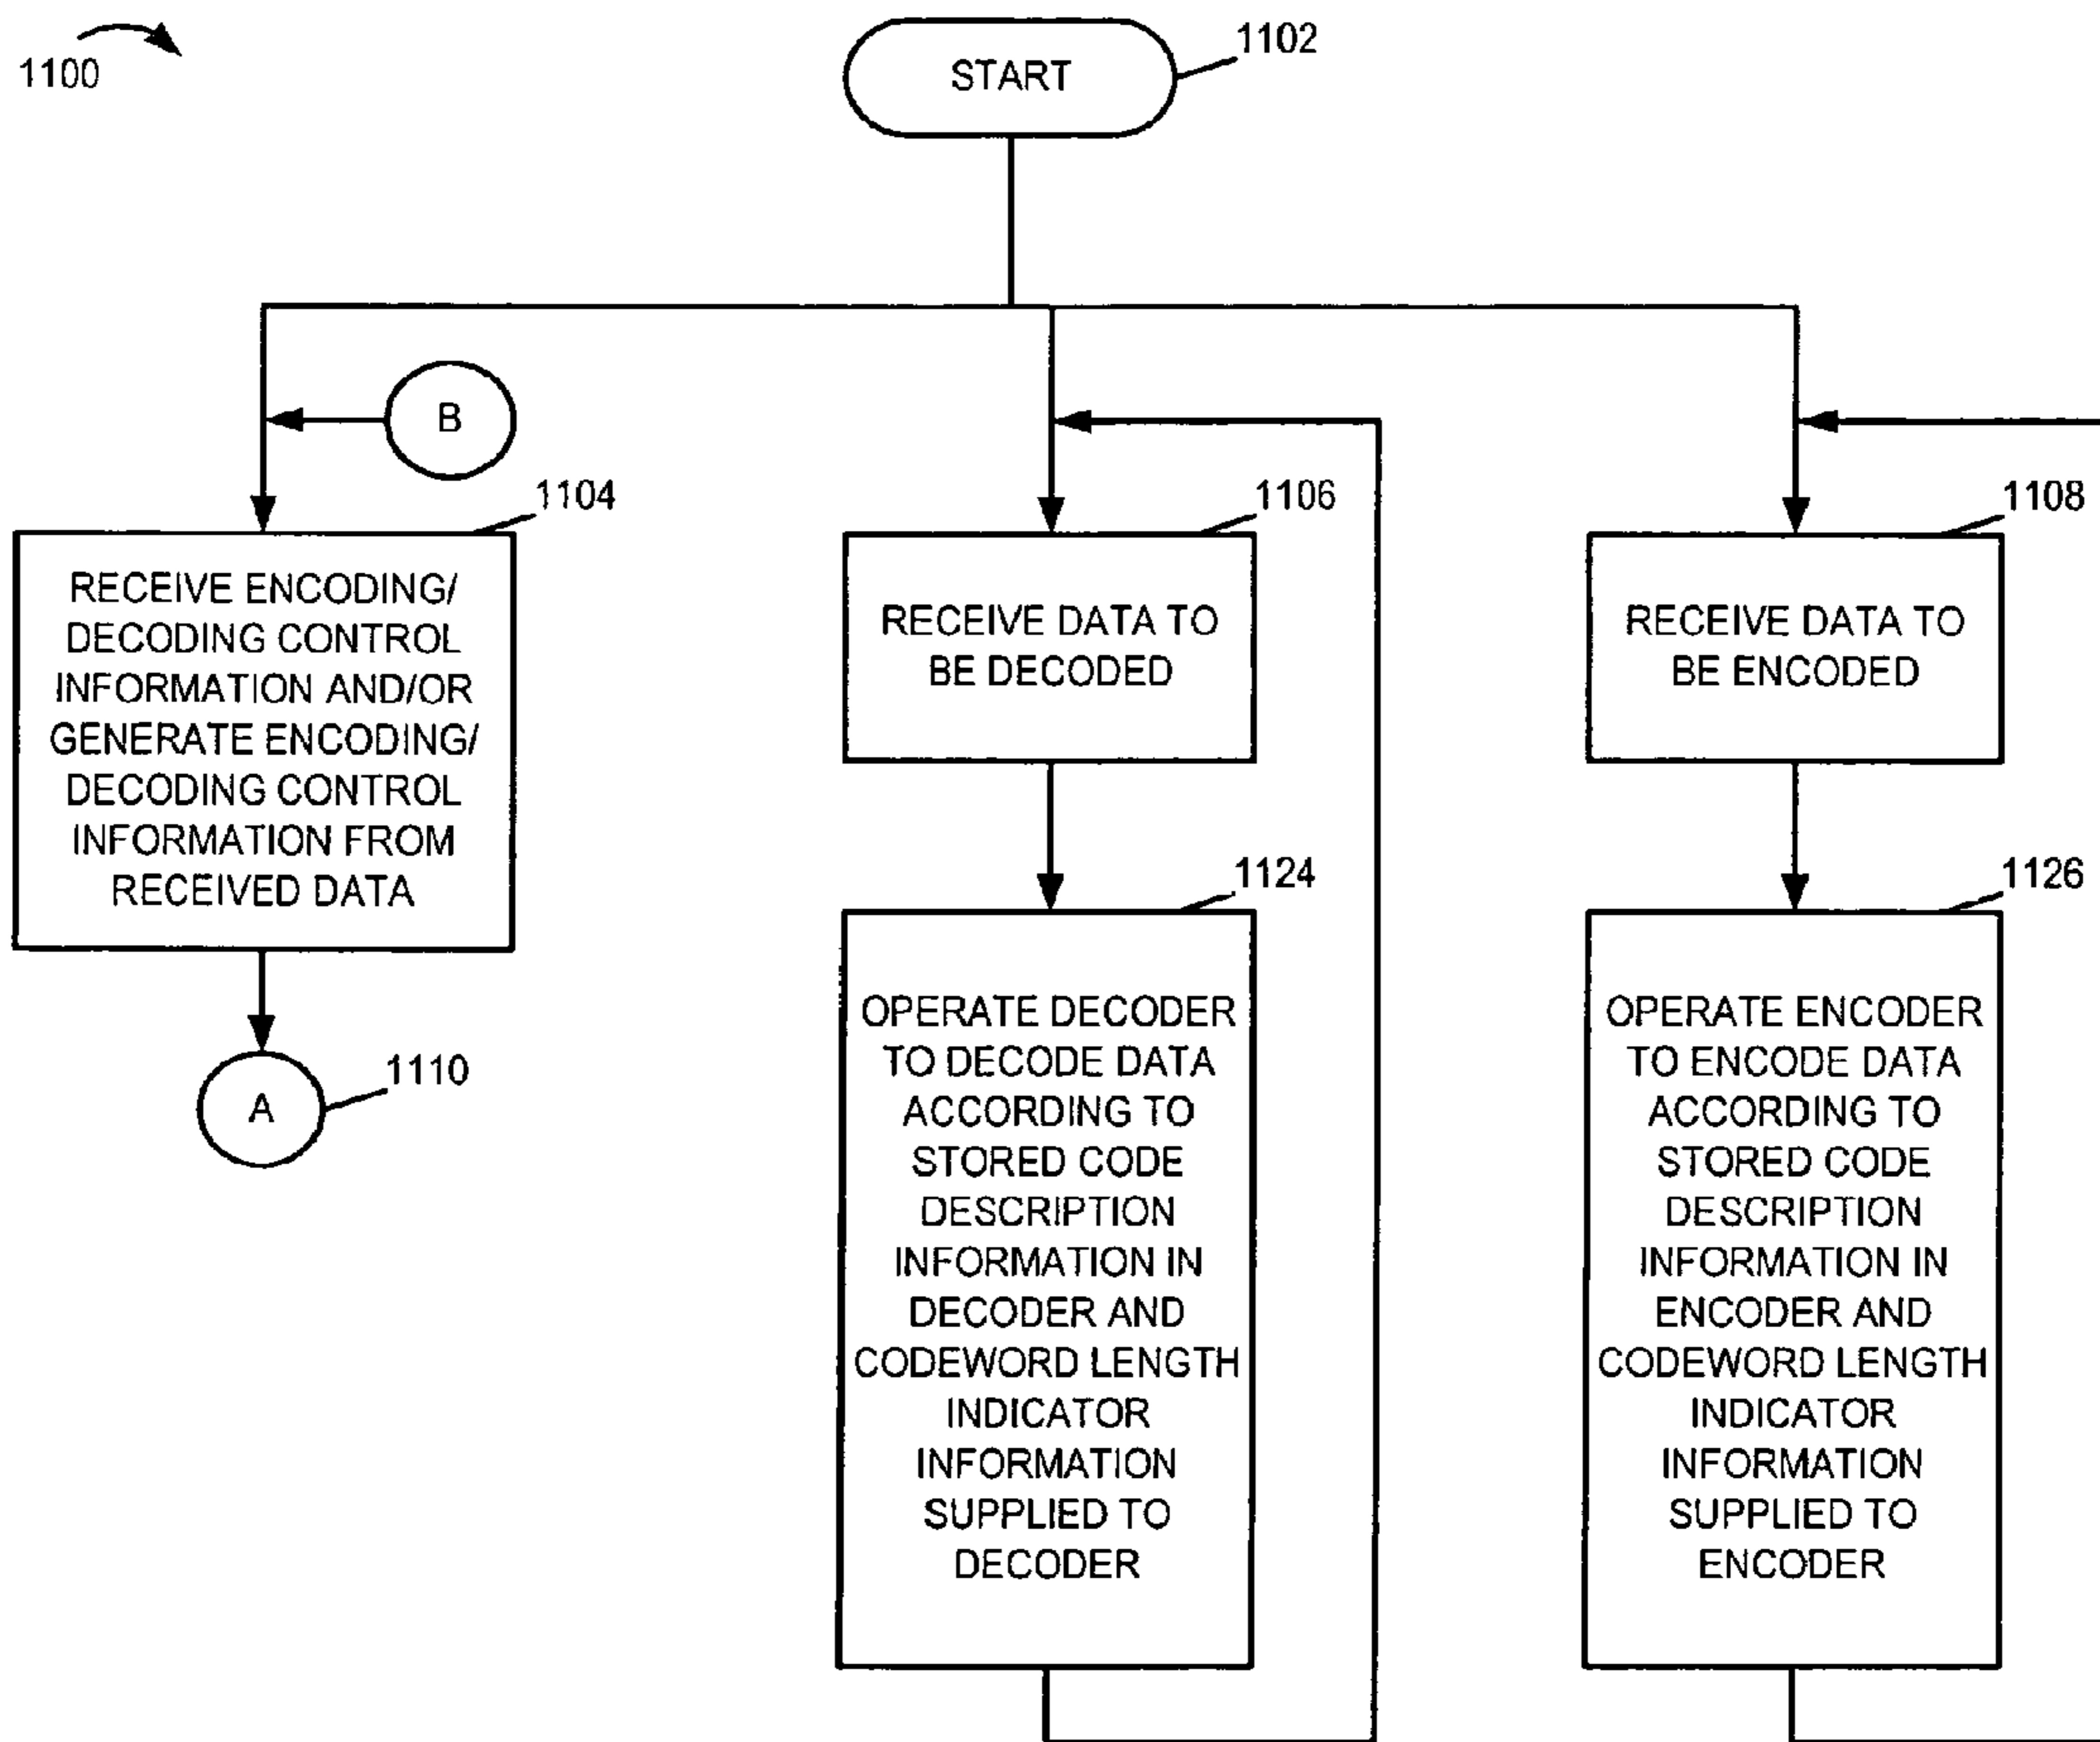 1100
START
1102
B
1104
RECEIVE ENCODING/
DECODING CONTROL
INFORMATION AND/OR
GENERATE ENCODING/
DECODING CONTROL
INFORMATION FROM
RECEIVED DATA
1110
A
1106
RECEIVE DATA TO
BE DECODED
1124
OPERATE DECODER
TO DECODE DATA
ACCORDING TO
STORED CODE
DESCRIPTION
INFORMATION IN
DECODER AND
CODEWORD LENGTH
INDICATOR
INFORMATION
SUPPLIED TO
DECODER
1108
RECEIVE DATA TO
BE ENCODED
1126
OPERATE ENCODER
TO ENCODE DATA
ACCORDING TO
STORED CODE
DESCRIPTION
INFORMATION IN
ENCODER AND
CODEWORD LENGTH
INDICATOR
INFORMATION
SUPPLIED TO
ENCODER